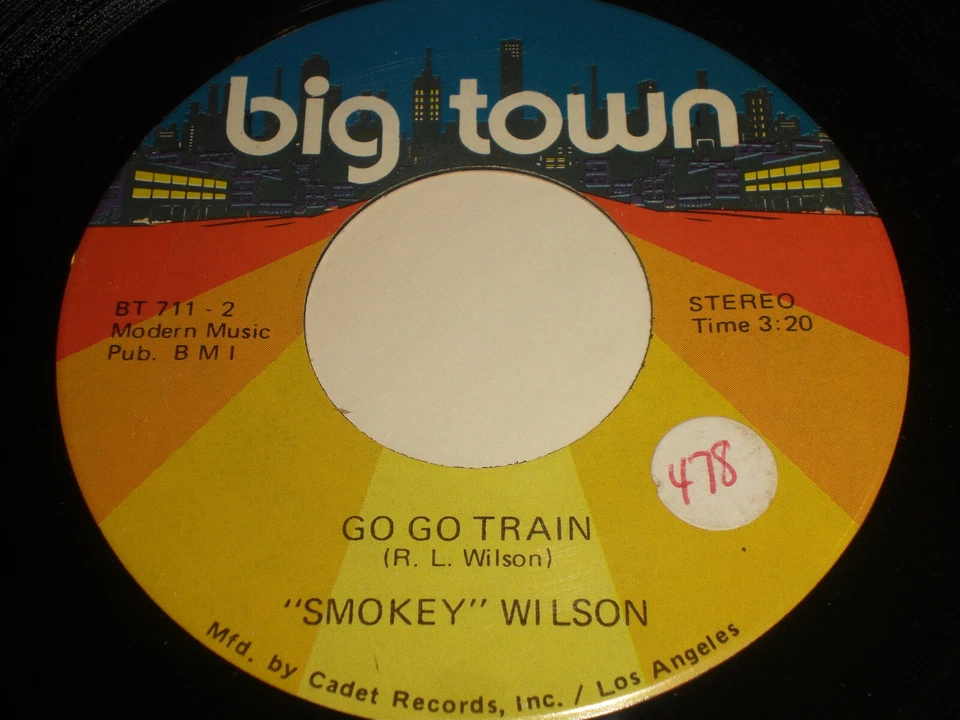 big town
BT 711 - 2
Modern Music
Pub. B M I
STEREO
Time 3:20
478
GO GO TRAIN
(R. L. Wilson)
"SMOKEY" WILSON
Mfd. by Cadet Records, Inc. / Los Angeles